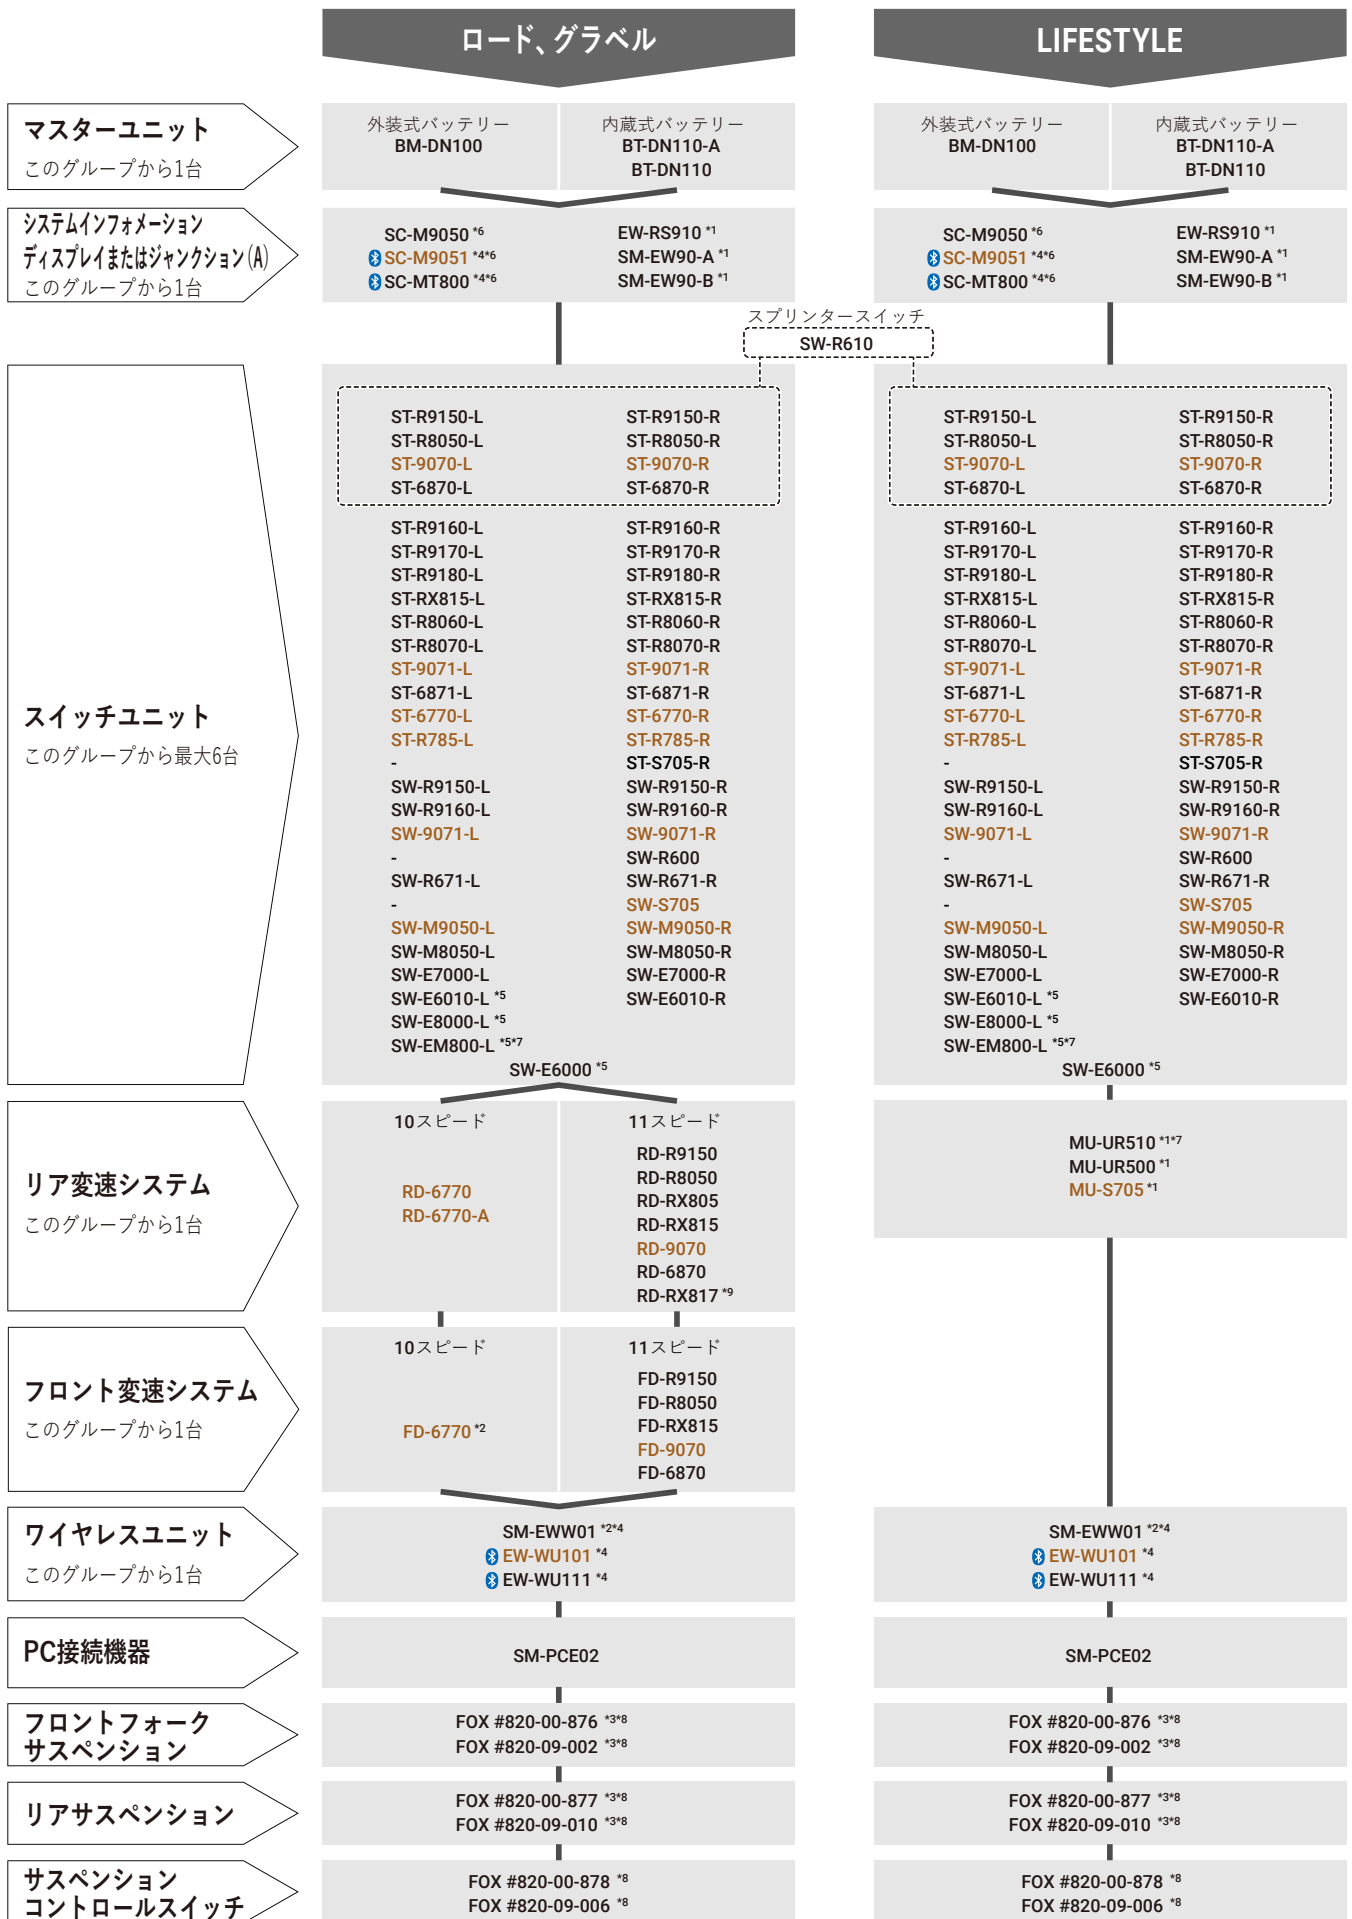 ロード、グラベル
LIFESTYLE
マスターユニット
このグループから1台
外装式バッテリー
BM-DN100
内蔵式バッテリー
BT-DN110-A
BT-DN110
外装式バッテリー
BM-DN100
内蔵式バッテリー
BT-DN110-A
BT-DN110
システムインフォメーション
ディスプレイまたはジャンクション(A)
このグループから1台
SC-M9050 *6
SC-M9051 *4*6
SC-MT800 *4*6
EW-RS910 *1
SM-EW90-A *1
SM-EW90-B *1
SC-M9050 *6
SC-M9051 *4*6
SC-MT800 *4*6
EW-RS910 *1
SM-EW90-A *1
SM-EW90-B *1
スプリンタースイッチ
SW-R610
スイッチユニット
このグループから最大6台
ST-R9150-L
ST-R8050-L
ST-9070-L
ST-6870-L
ST-R9160-L
ST-R9170-L
ST-R9180-L
ST-RX815-L
ST-R8060-L
ST-R8070-L
ST-9071-L
ST-6871-L
ST-6770-L
ST-R785-L
-
SW-R9150-L
SW-R9160-L
SW-9071-L
-
SW-R671-L
-
SW-M9050-L
SW-M8050-L
SW-E7000-L
SW-E6010-L *5
SW-E8000-L *5
SW-EM800-L *5*7
ST-R9150-R
ST-R8050-R
ST-9070-R
ST-6870-R
ST-R9160-R
ST-R9170-R
ST-R9180-R
ST-RX815-R
ST-R8060-R
ST-R8070-R
ST-9071-R
ST-6871-R
ST-6770-R
ST-R785-R
ST-S705-R
SW-R9150-R
SW-R9160-R
SW-9071-R
SW-R600
SW-R671-R
SW-S705
SW-M9050-R
SW-M8050-R
SW-E7000-R
SW-E6010-R
SW-E6000 *5
ST-R9150-L
ST-R8050-L
ST-9070-L
ST-6870-L
ST-R9160-L
ST-R9170-L
ST-R9180-L
ST-RX815-L
ST-R8060-L
ST-R8070-L
ST-9071-L
ST-6871-L
ST-6770-L
ST-R785-L
-
SW-R9150-L
SW-R9160-L
SW-9071-L
-
SW-R671-L
-
SW-M9050-L
SW-M8050-L
SW-E7000-L
SW-E6010-L *5
SW-E8000-L *5
SW-EM800-L *5*7
ST-R9150-R
ST-R8050-R
ST-9070-R
ST-6870-R
ST-R9160-R
ST-R9170-R
ST-R9180-R
ST-RX815-R
ST-R8060-R
ST-R8070-R
ST-9071-R
ST-6871-R
ST-6770-R
ST-R785-R
ST-S705-R
SW-R9150-R
SW-R9160-R
SW-9071-R
SW-R600
SW-R671-R
SW-S705
SW-M9050-R
SW-M8050-R
SW-E7000-R
SW-E6010-R
SW-E6000 *5
リア変速システム
このグループから1台
10スピード
RD-6770
RD-6770-A
11スピード
RD-R9150
RD-R8050
RD-RX805
RD-RX815
RD-9070
RD-6870
RD-RX817 *9
MU-UR510 *1*7
MU-UR500 *1
MU-S705 *1
フロント変速システム
このグループから1台
10スピード
FD-6770 *2
11スピード
FD-R9150
FD-R8050
FD-RX815
FD-9070
FD-6870
ワイヤレスユニット
このグループから1台
SM-EWW01 *2*4
EW-WU101 *4
EW-WU111 *4
SM-EWW01 *2*4
EW-WU101 *4
EW-WU111 *4
PC接続機器
SM-PCE02
SM-PCE02
フロントフォーク
サスペンション
FOX #820-00-876 *3*8
FOX #820-09-002 *3*8
FOX #820-00-876 *3*8
FOX #820-09-002 *3*8
リアサスペンション
FOX #820-00-877 *3*8
FOX #820-09-010 *3*8
FOX #820-00-877 *3*8
FOX #820-09-010 *3*8
サスペンション
コントロールスイッチ
FOX #820-00-878 *8
FOX #820-09-006 *8
FOX #820-00-878 *8
FOX #820-09-006 *8